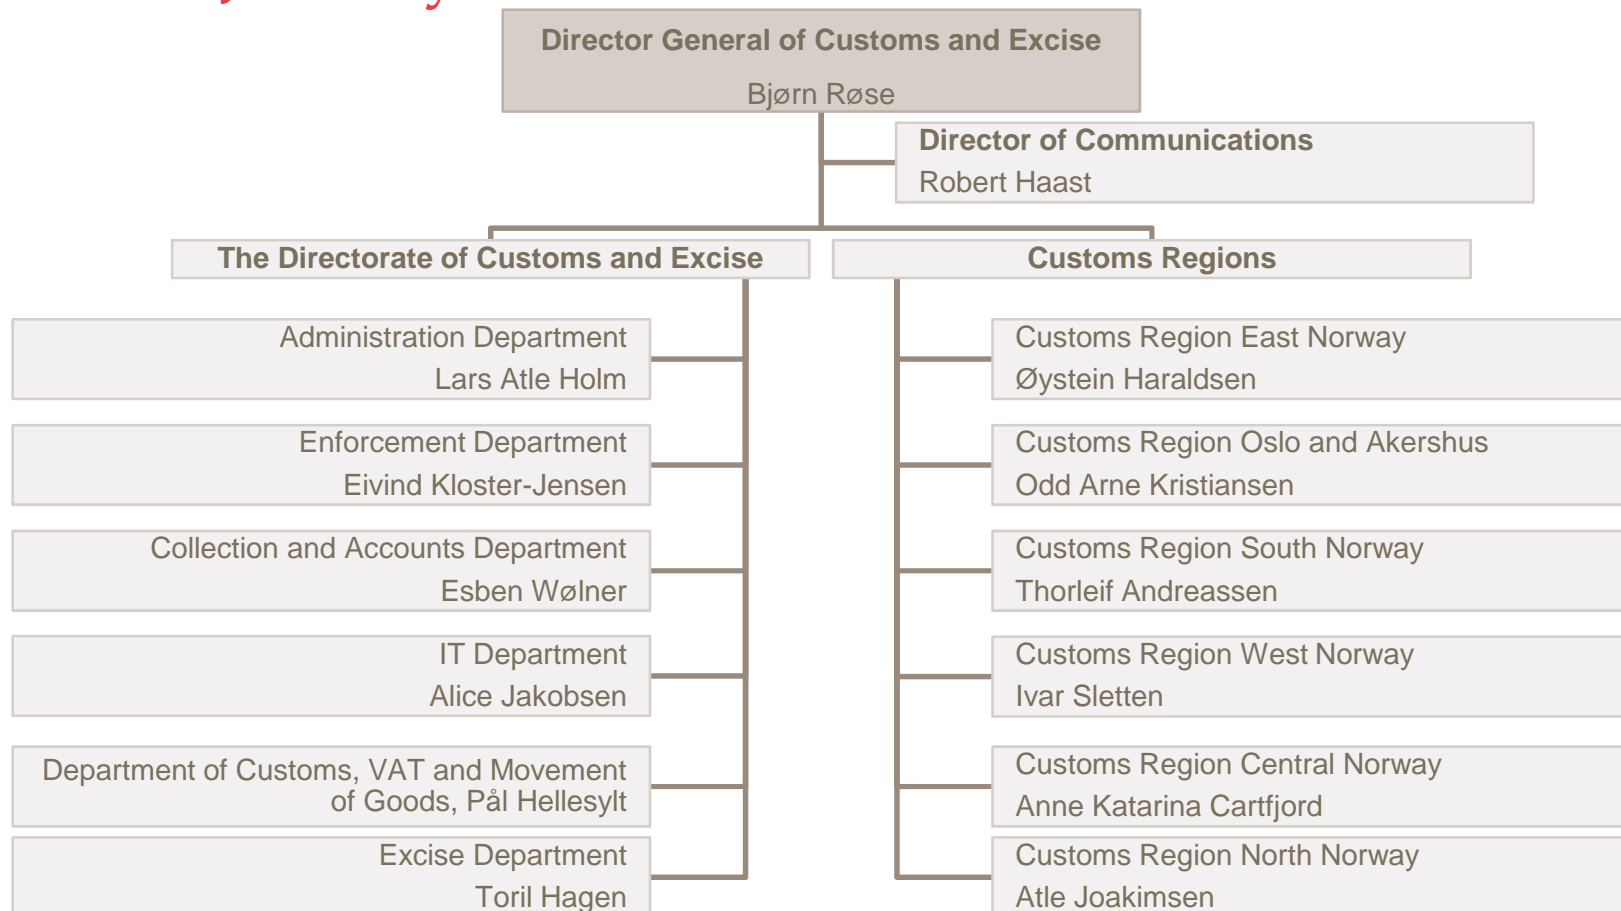 Director General of Customs and Excise
Bjørn Røse
Director of Communications
Robert Haast
The Directorate of Customs and Excise
Administration Department
Lars Atle Holm
Enforcement Department
Eivind Kloster-Jensen
Collection and Accounts Department
Esben Wølner
IT Department
Alice Jakobsen
Department of Customs, VAT and Movement
of Goods, Pål Hellesylt
Excise Department
Toril Hagen
Customs Regions
Customs Region East Norway
Øystein Haraldsen
Customs Region Oslo and Akershus
Odd Arne Kristiansen
Customs Region South Norway
Thorleif Andreassen
Customs Region West Norway
Ivar Sletten
Customs Region Central Norway
Anne Katarina Cartfjord
Customs Region North Norway
Atle Joakimsen